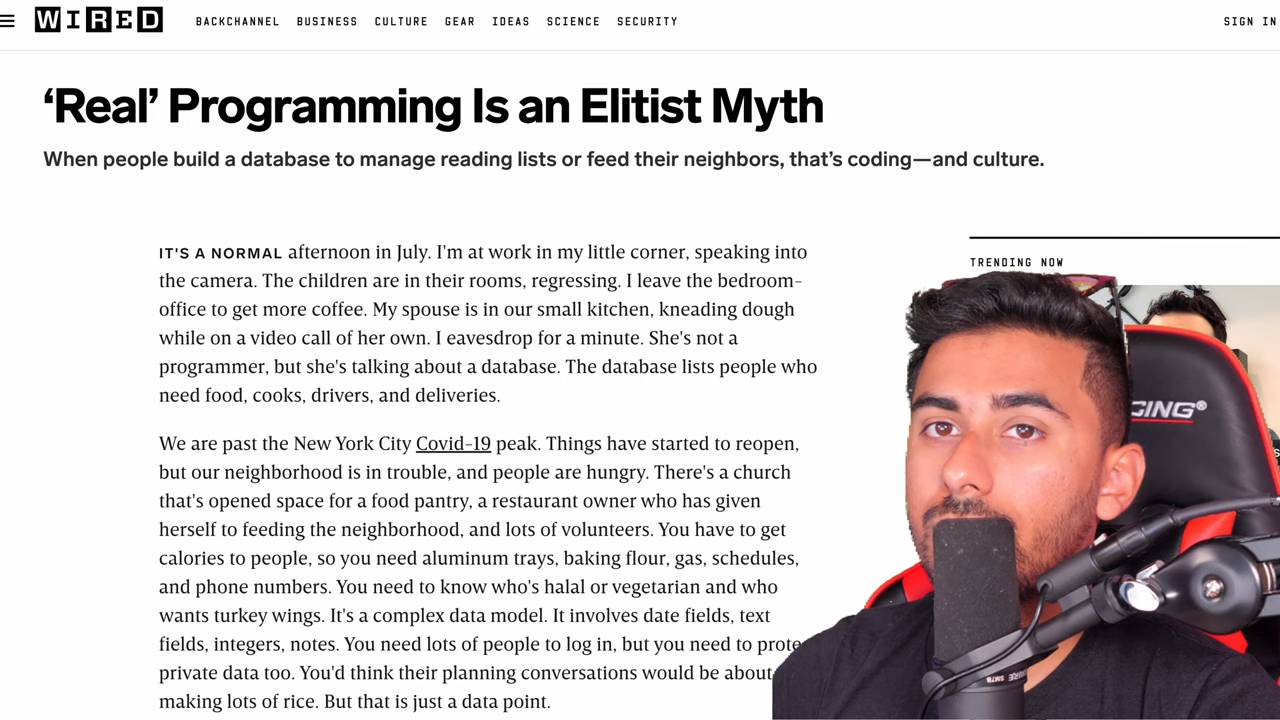 WIRED
BACKCHANNEL BUSINESS CULTURE GEAR IDEAS SCIENCE SECURITY
SIGN IN
‘Real’ Programming Is an Elitist Myth
When people build a database to manage reading lists or feed their neighbors, that’s coding—and culture.
IT'S A NORMAL afternoon in July. I'm at work in my little corner, speaking into
the camera. The children are in their rooms, regressing. I leave the bedroom-
office to get more coffee. My spouse is in our small kitchen, kneading dough
while on a video call of her own. I eavesdrop for a minute. She's not a
programmer, but she's talking about a database. The database lists people who
need food, cooks, drivers, and deliveries.
We are past the New York City Covid-19 peak. Things have started to reopen,
but our neighborhood is in trouble, and people are hungry. There's a church
that's opened space for a food pantry, a restaurant owner who has given
herself to feeding the neighborhood, and lots of volunteers. You have to get
calories to people, so you need aluminum trays, baking flour, gas, schedules,
and phone numbers. You need to know who's halal or vegetarian and who
wants turkey wings. It's a complex data model. It involves date fields, text
fields, integers, notes. You need lots of people to log in, but you need to prote
private data too. You'd think their planning conversations would be about
making lots of rice. But that is just a data point.
TRENDING NOW
CING®
SM7B